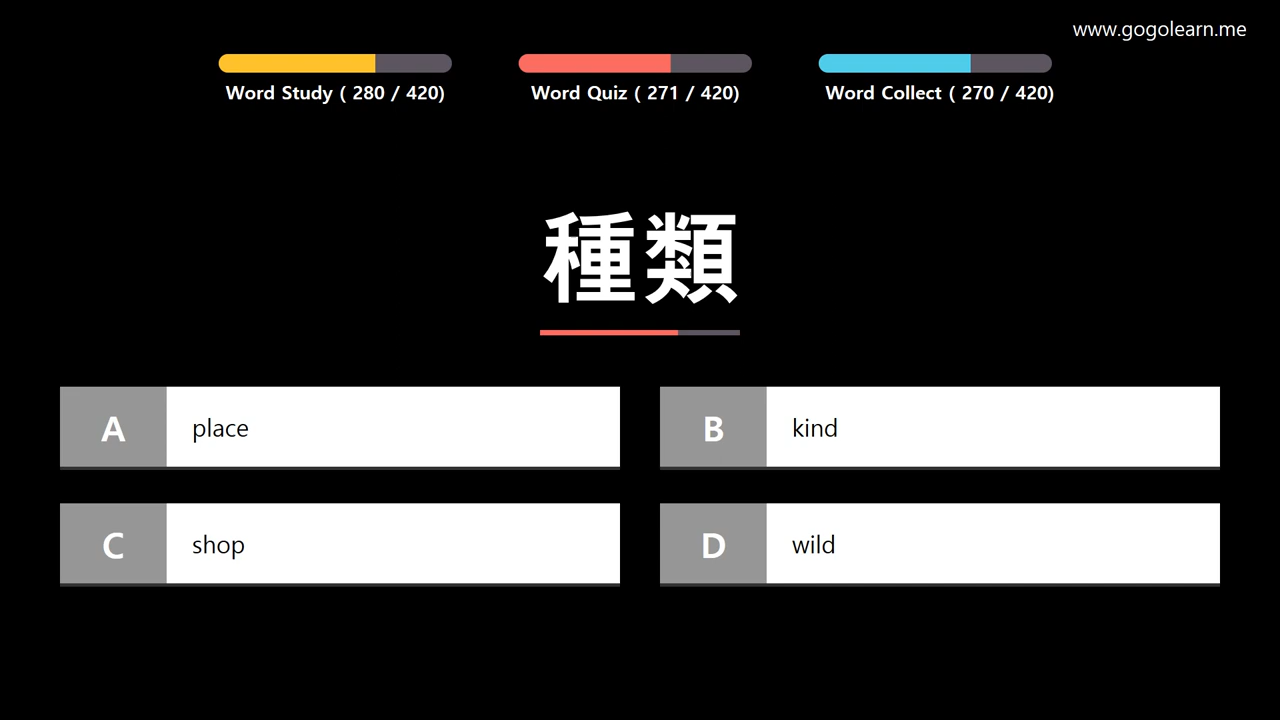 www.gogolearn.me
Word Study ( 280 / 420)
Word Quiz ( 271 / 420)
Word Collect ( 270 / 420)
種類
A place
B kind
C shop
D wild